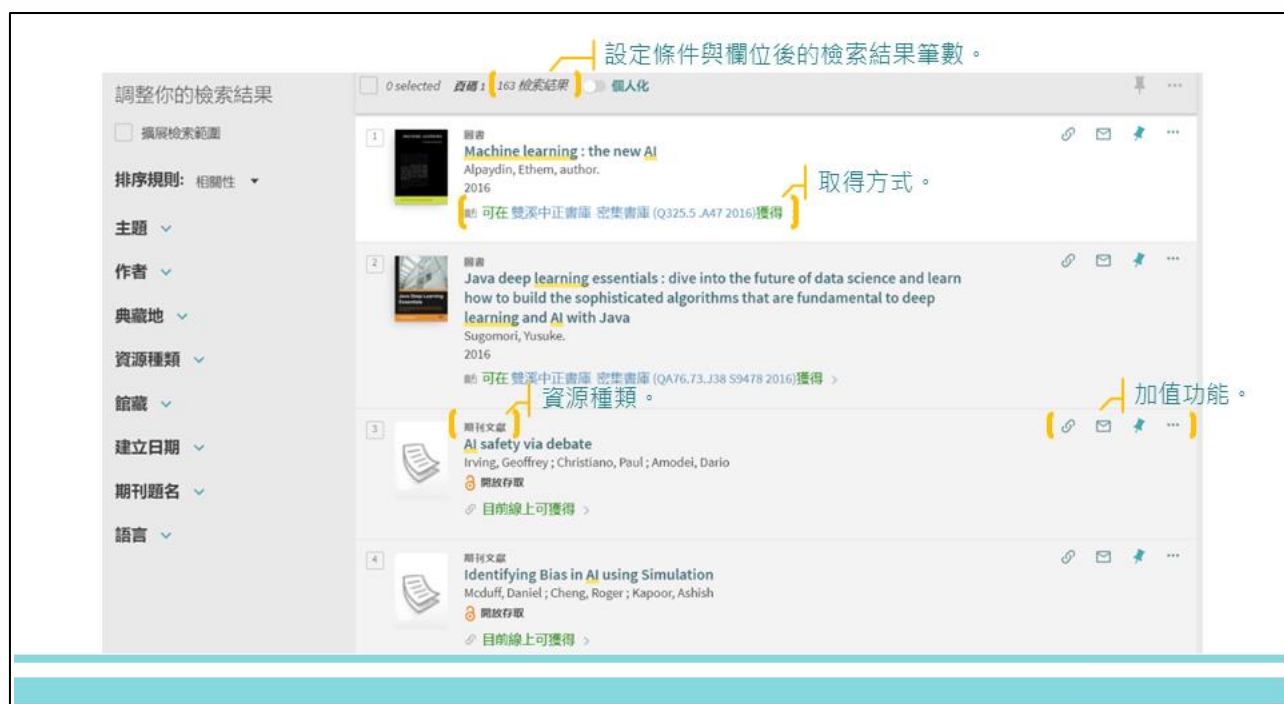 設定條件與欄位後的檢索結果筆數。
調整你的檢索結果
擴展檢索範圍
排序規則: 相關性
主題
作者
典藏地
資源種類
館藏
建立日期
期刊題名
語言
0 selected 頁碼 1 163 檢索結果 個人化
1
圖書
Machine learning : the new AI
Alpaydin, Ethem, author.
2016
可在 雙溪中正書庫 密集書庫 (Q325.5 .A47 2016)獲得
取得方式。
2
圖書
Java deep learning essentials : dive into the future of data science and learn
how to build the sophisticated algorithms that are fundamental to deep
learning and AI with Java
Sugomori, Yusuke.
2016
可在 雙溪中正書庫 密集書庫 (QA76.73.J38 S9478 2016)獲得
資源種類。
加值功能。
3
期刊文獻
AI safety via debate
Irving, Geoffrey ; Christiano, Paul ; Amodei, Dario
開放存取
目前線上可獲得
4
期刊文獻
Identifying Bias in AI using Simulation
Mcduff, Daniel ; Cheng, Roger ; Kapoor, Ashish
開放存取
目前線上可獲得